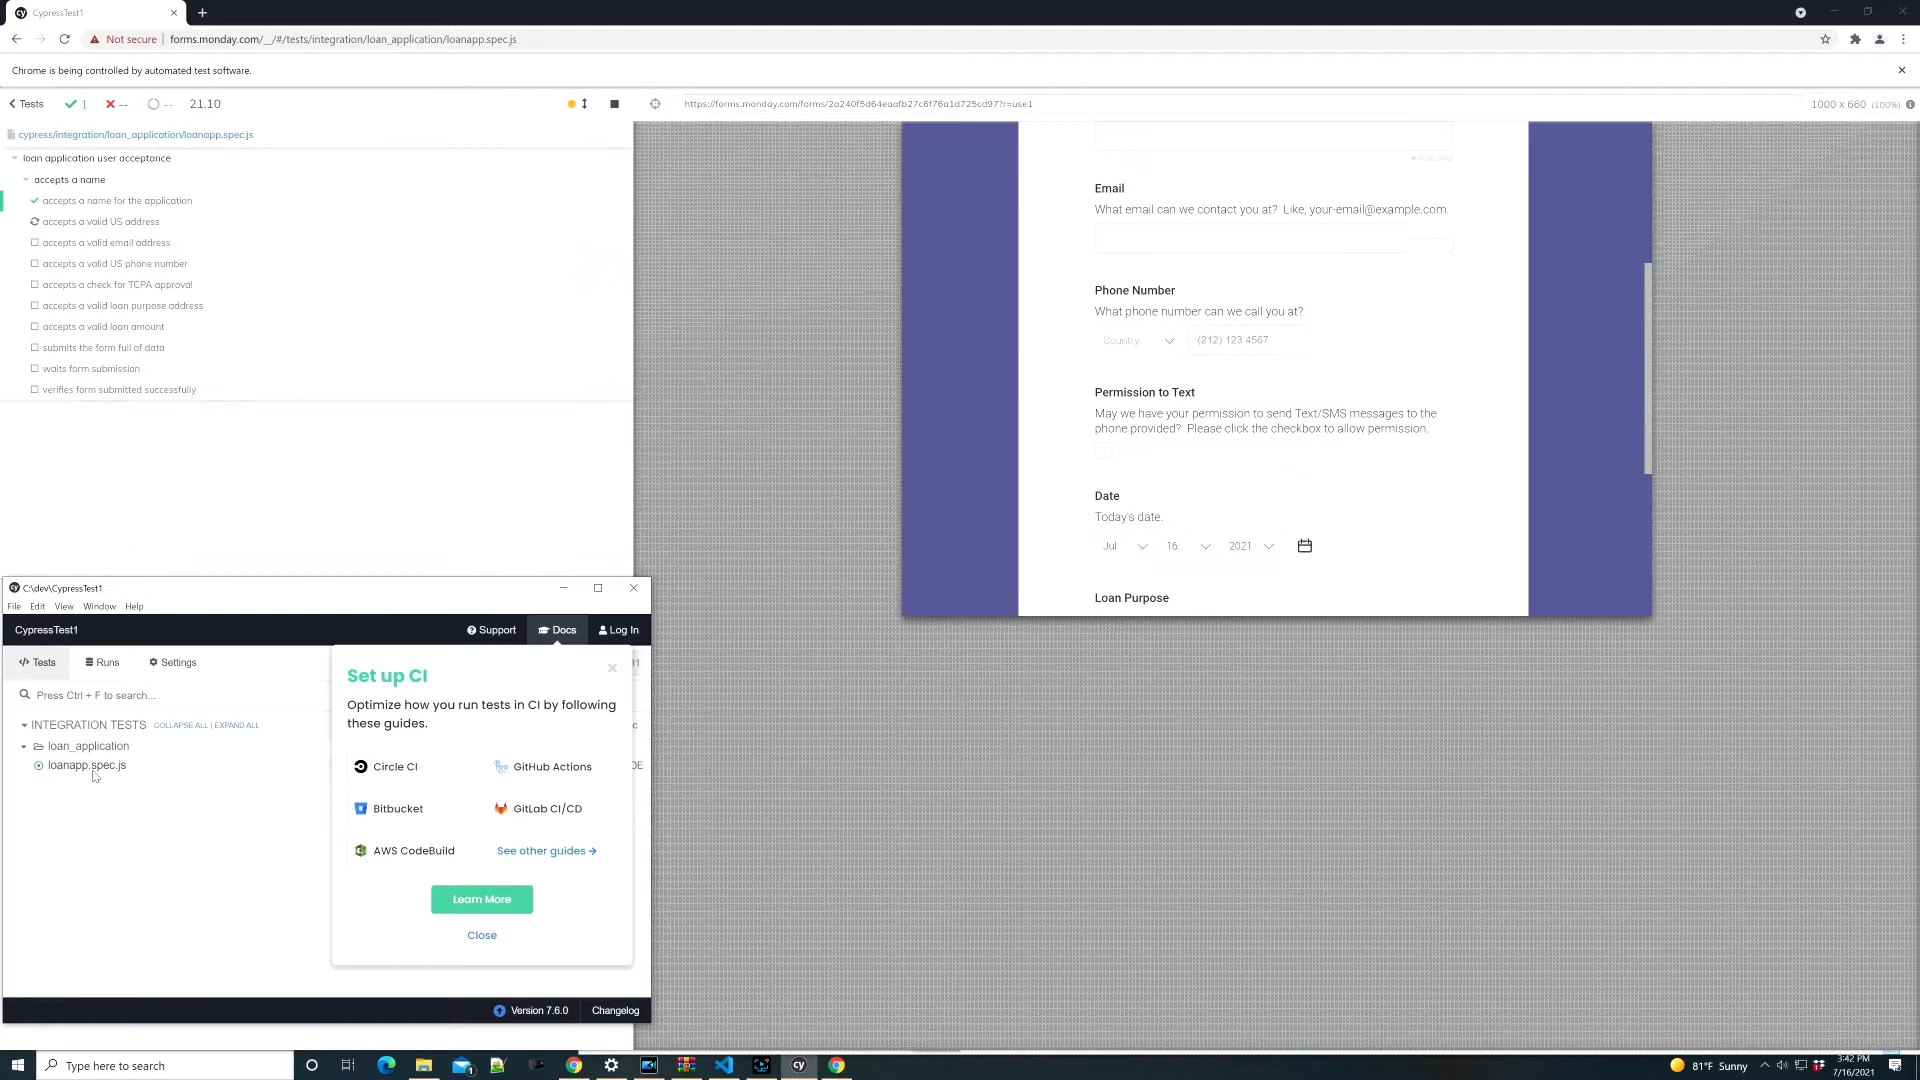 CypressTest1
Not secure
forms.monday.com/__/#/tests/integration/loan_application/loanapp.spec.js
Chrome is being controlled by automated test software.
Tests
1
--
--
21.10
https://forms.monday.com/forms/2a240f5d64eaafb27c6f76a1d725cd97?r=use1
1000 x 660 (100%)
cypress/integration/loan_application/loanapp.spec.js
loan application user acceptance
accepts a name
accepts a name for the application
accepts a valid US address
accepts a valid email address
accepts a valid US phone number
accepts a check for TCPA approval
accepts a valid loan purpose address
accepts a valid loan amount
submits the form full of data
waits form submission
verifies form submitted successfully
* required
Email
What email can we contact you at?  Like, your-email@example.com.
Phone Number
What phone number can we call you at?
Country
(212) 123 4567
Permission to Text
May we have your permission to send Text/SMS messages to the
phone provided?  Please click the checkbox to allow permission.
Date
Today's date.
Jul
16
2021
Loan Purpose
C:\dev\CypressTest1
File Edit View Window Help
CypressTest1
Support
Docs
Log In
Tests
Runs
Settings
91
Press Ctrl + F to search...
INTEGRATION TESTS
COLLAPSE ALL | EXPAND ALL
loan_application
loanapp.spec.js
DE
Set up CI
Optimize how you run tests in CI by following
these guides.
Circle CI
GitHub Actions
Bitbucket
GitLab CI/CD
AWS CodeBuild
See other guides
Learn More
Close
Version 7.6.0
Changelog
Type here to search
1
81°F Sunny
3:42 PM
7/16/2021